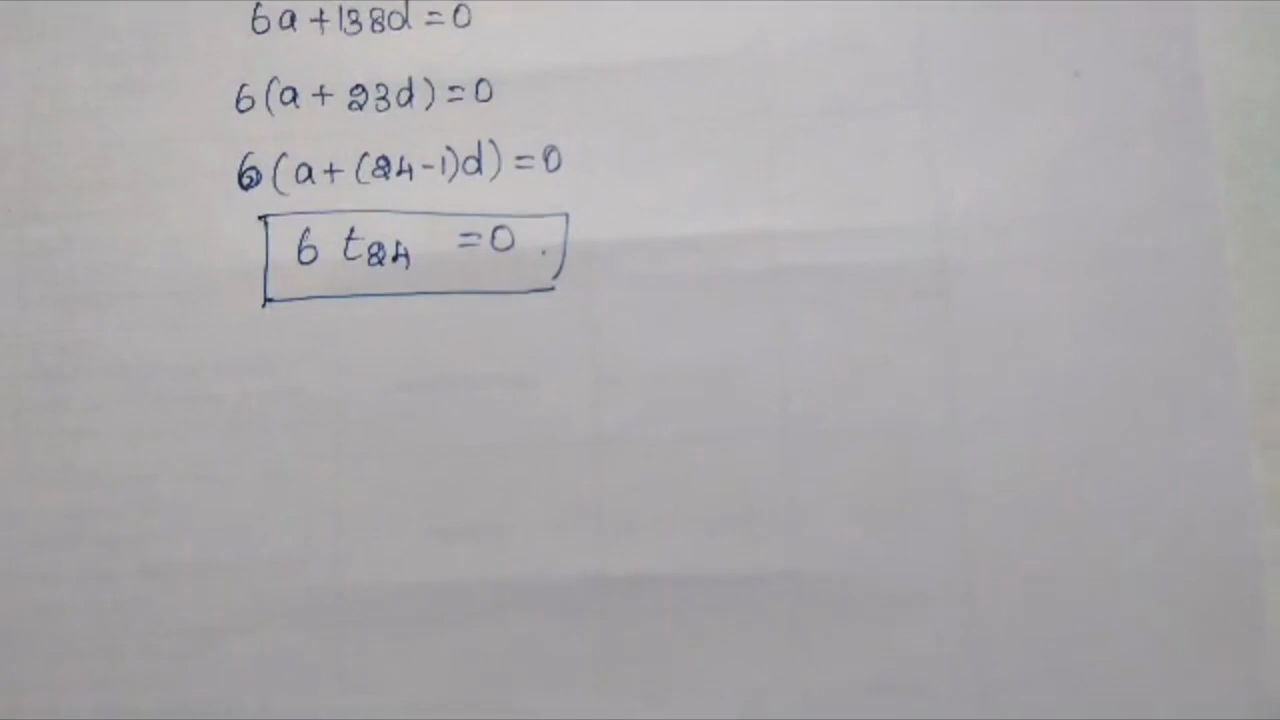 6a + 138d = 0
6(a + 23d) = 0
6(a + (24-1)d) = 0
6 t24 = 0.